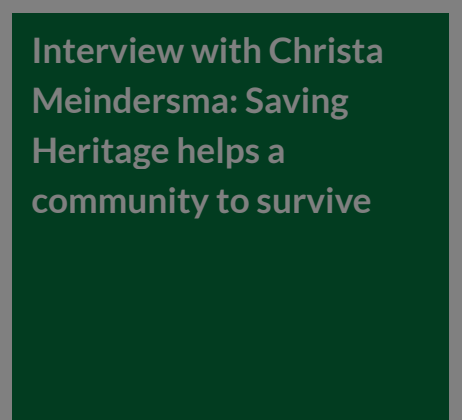 Interview with Christa
Meindersma: Saving
Heritage helps a
community to survive